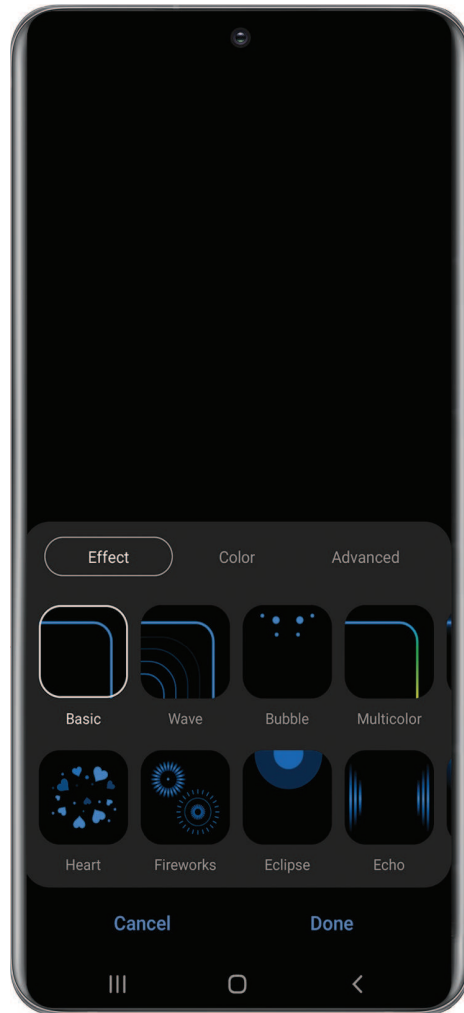 Effect Color Advanced
Basic Wave Bubble Multicolor
Heart Fireworks Eclipse Echo
Cancel Done